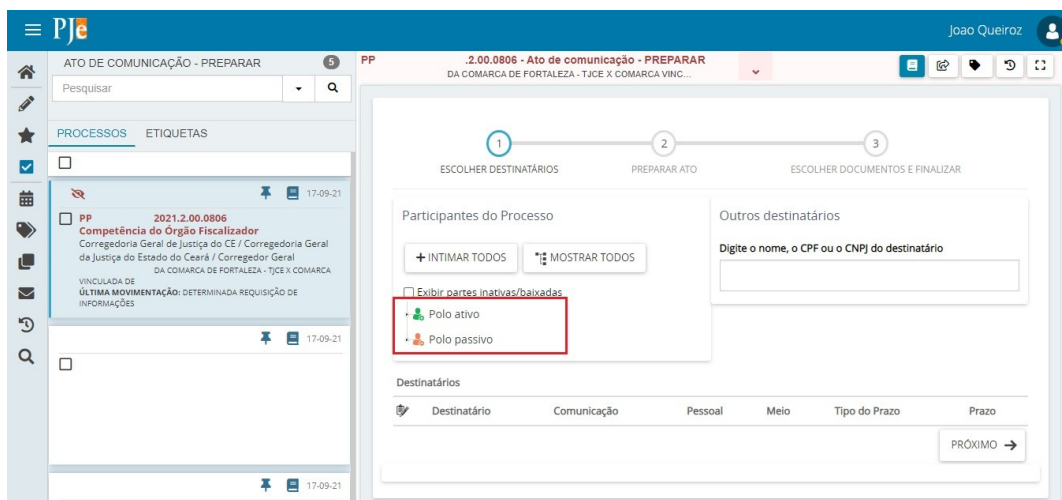 PJe
Joao Queiroz
ATO DE COMUNICAÇÃO - PREPARAR 5
Pesquisar
PROCESSOS ETIQUETAS
17-09-21
PP 2021.2.00.0806
Competência do Órgão Fiscalizador
Corregedoria Geral de Justiça do CE / Corregedoria Geral
da Justiça do Estado do Ceará / Corregedor Geral
DA COMARCA DE FORTALEZA - TJCE X COMARCA
VINCULADA DE
ÚLTIMA MOVIMENTAÇÃO: DETERMINADA REQUISIÇÃO DE
INFORMAÇÕES
17-09-21
17-09-21
PP .2.00.0806 - Ato de comunicação - PREPARAR
DA COMARCA DE FORTALEZA - TJCE X COMARCA VINC...
1 2 3
ESCOLHER DESTINATÁRIOS PREPARAR ATO ESCOLHER DOCUMENTOS E FINALIZAR
Participantes do Processo
+ INTIMAR TODOS MOSTRAR TODOS
Exibir partes inativas/baixadas
Polo ativo
Polo passivo
Outros destinatários
Digite o nome, o CPF ou o CNPJ do destinatário
Destinatários
Destinatário Comunicação Pessoal Meio Tipo do Prazo Prazo
PRÓXIMO →